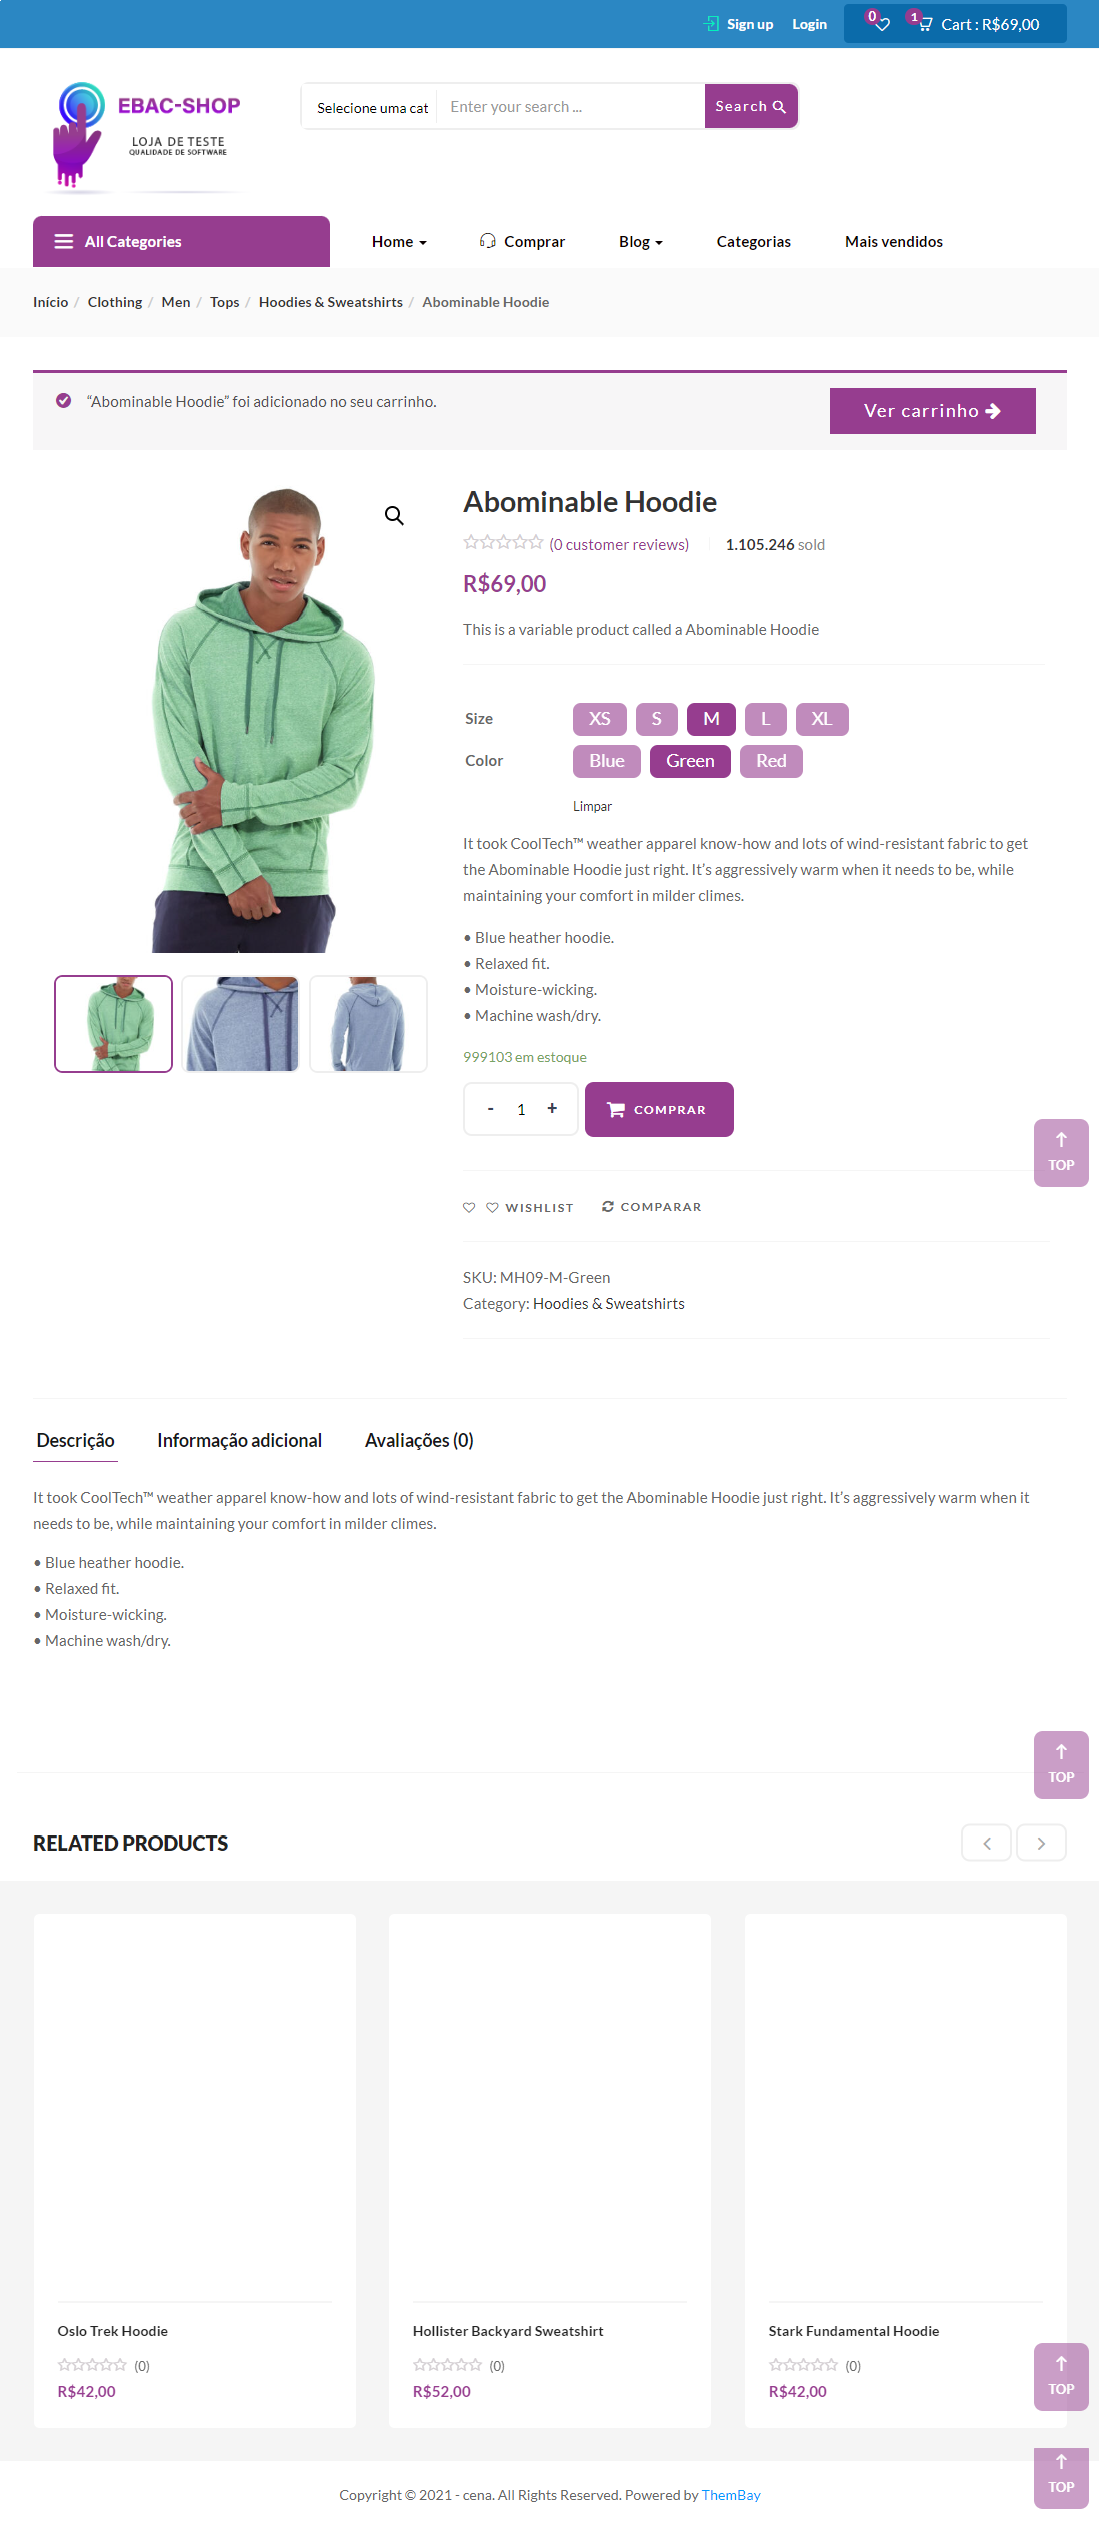 Sign up Login 0 1 Cart : R$69,00
EBAC-SHOP
LOJA DE TESTE
QUALIDADE DE SOFTWARE
Selecione uma cat Enter your search ... Search
All Categories Home Comprar Blog Categorias Mais vendidos
Início / Clothing / Men / Tops / Hoodies & Sweatshirts / Abominable Hoodie
“Abominable Hoodie” foi adicionado no seu carrinho. Ver carrinho
Abominable Hoodie
(0 customer reviews) 1.105.246 sold
R$69,00
This is a variable product called a Abominable Hoodie
Size XS S M L XL
Color Blue Green Red
Limpar
It took CoolTech™ weather apparel know-how and lots of wind-resistant fabric to get
the Abominable Hoodie just right. It’s aggressively warm when it needs to be, while
maintaining your comfort in milder climes.
• Blue heather hoodie.
• Relaxed fit.
• Moisture-wicking.
• Machine wash/dry.
999103 em estoque
- 1 + COMPRAR
TOP
WISHLIST COMPARAR
SKU: MH09-M-Green
Category: Hoodies & Sweatshirts
Descrição Informação adicional Avaliações (0)
It took CoolTech™ weather apparel know-how and lots of wind-resistant fabric to get the Abominable Hoodie just right. It’s aggressively warm when it
needs to be, while maintaining your comfort in milder climes.
• Blue heather hoodie.
• Relaxed fit.
• Moisture-wicking.
• Machine wash/dry.
TOP
RELATED PRODUCTS
Oslo Trek Hoodie Hollister Backyard Sweatshirt Stark Fundamental Hoodie
(0) (0) (0)
R$42,00 R$52,00 R$42,00
TOP
TOP
Copyright © 2021 - cena. All Rights Reserved. Powered by ThemBay